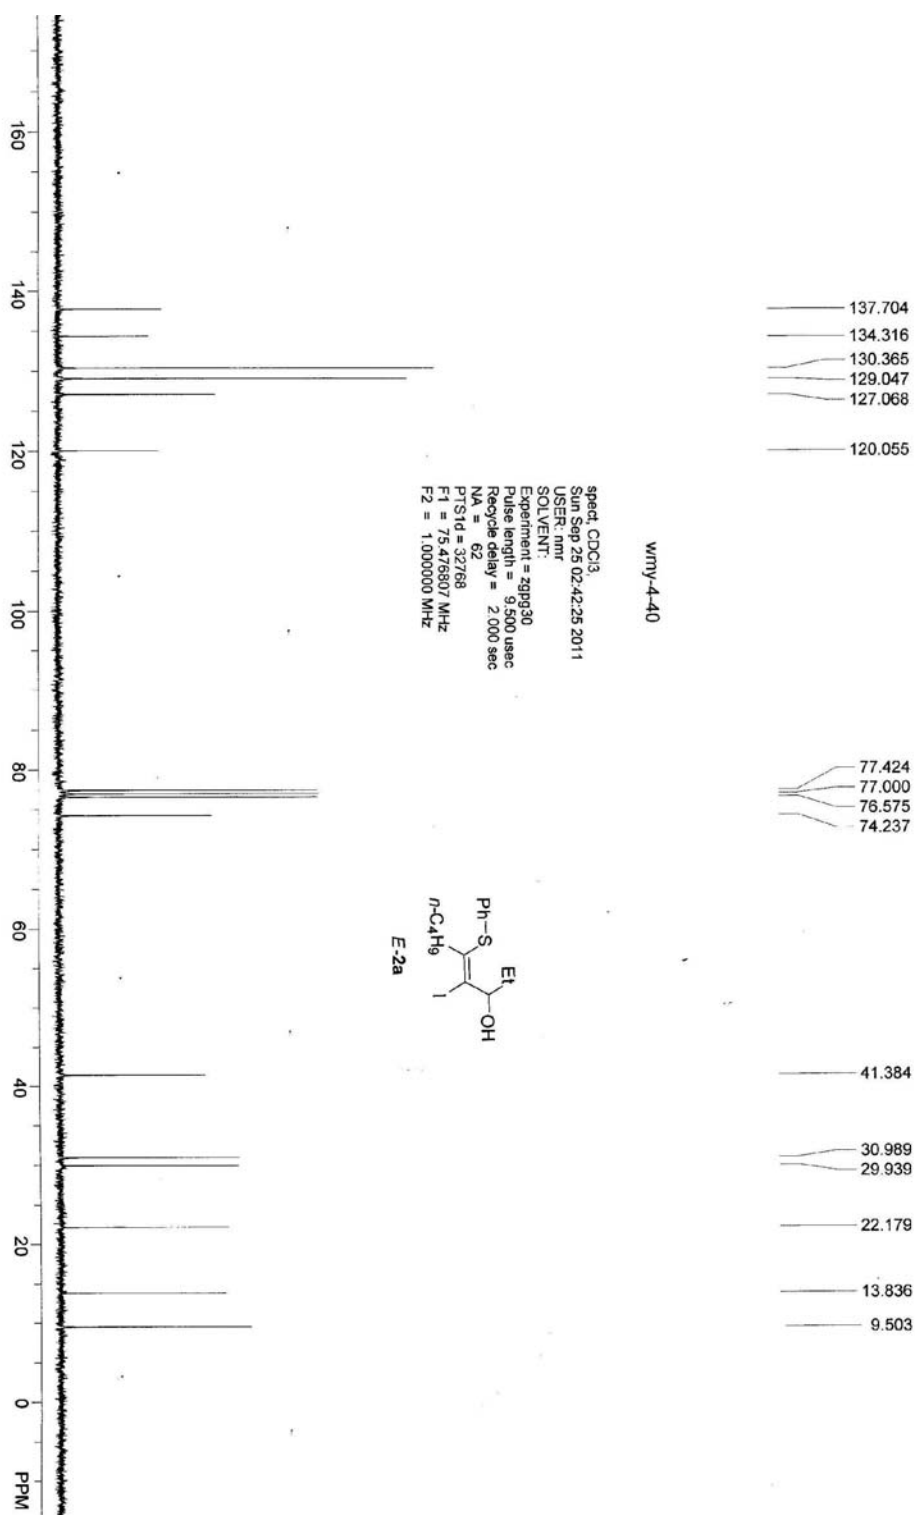 137.704
134.316
130.365
129.047
127.068
120.055
77.424
77.000
76.575
74.237
41.384
30.989
29.939
22.179
13.836
9.503
wmy-4-40
spect, CDCl3,
Sun Sep 25 02:42:25 2011
USER: nmr
SOLVENT:
Experiment = zgpg30
Pulse length = 9.500 usec
Recycle delay = 2.000 sec
NA = 62
PTS1d = 32768
F1 = 75.476807 MHz
F2 = 1.000000 MHz
Et
Ph-S
OH
n-C4H9
I
E-2a
160
140
120
100
80
60
40
20
0
PPM